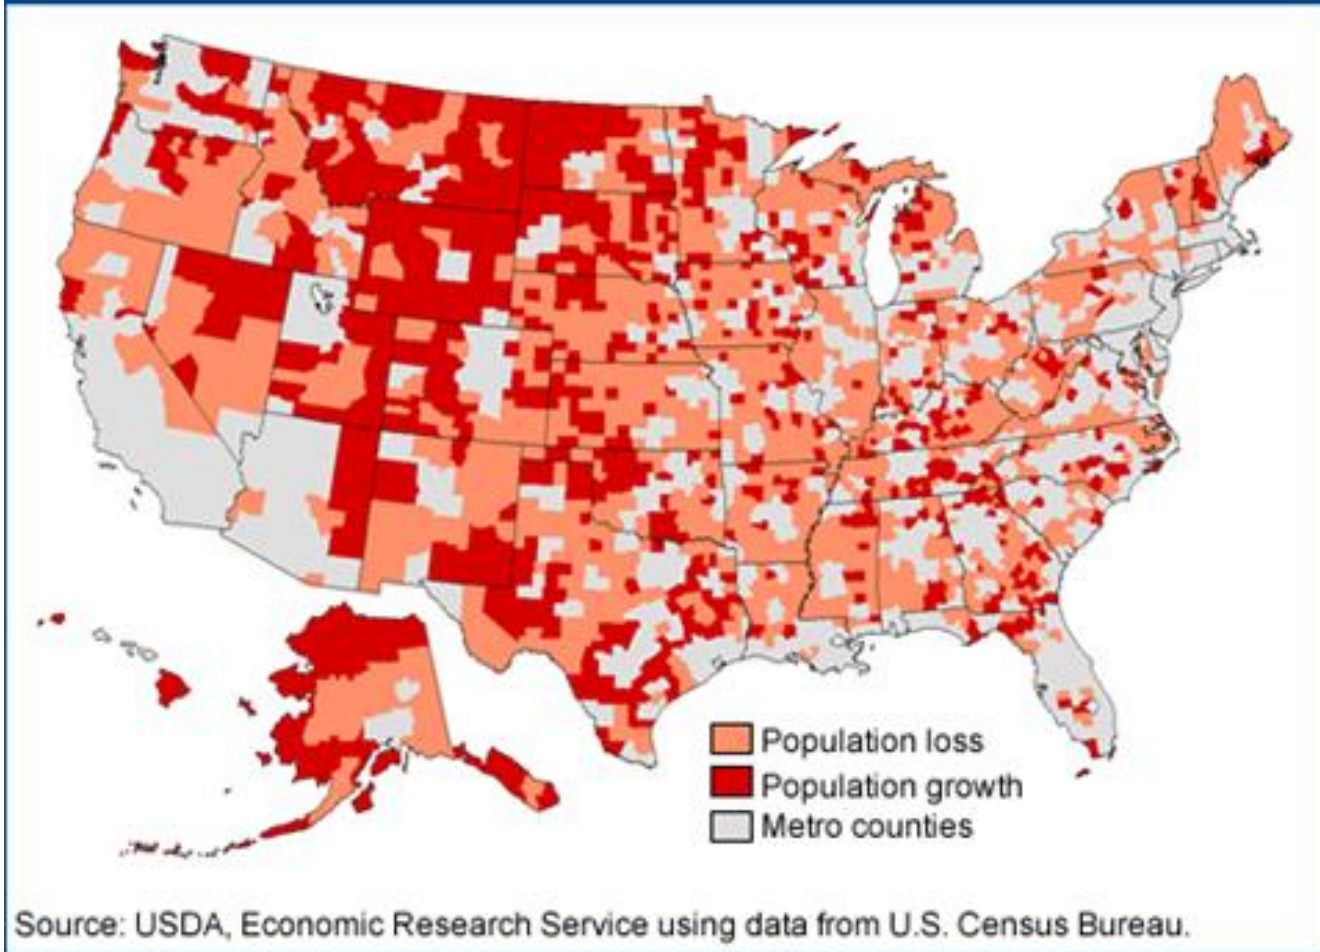 Population loss
Population growth
Metro counties
Source: USDA, Economic Research Service using data from U.S. Census Bureau.